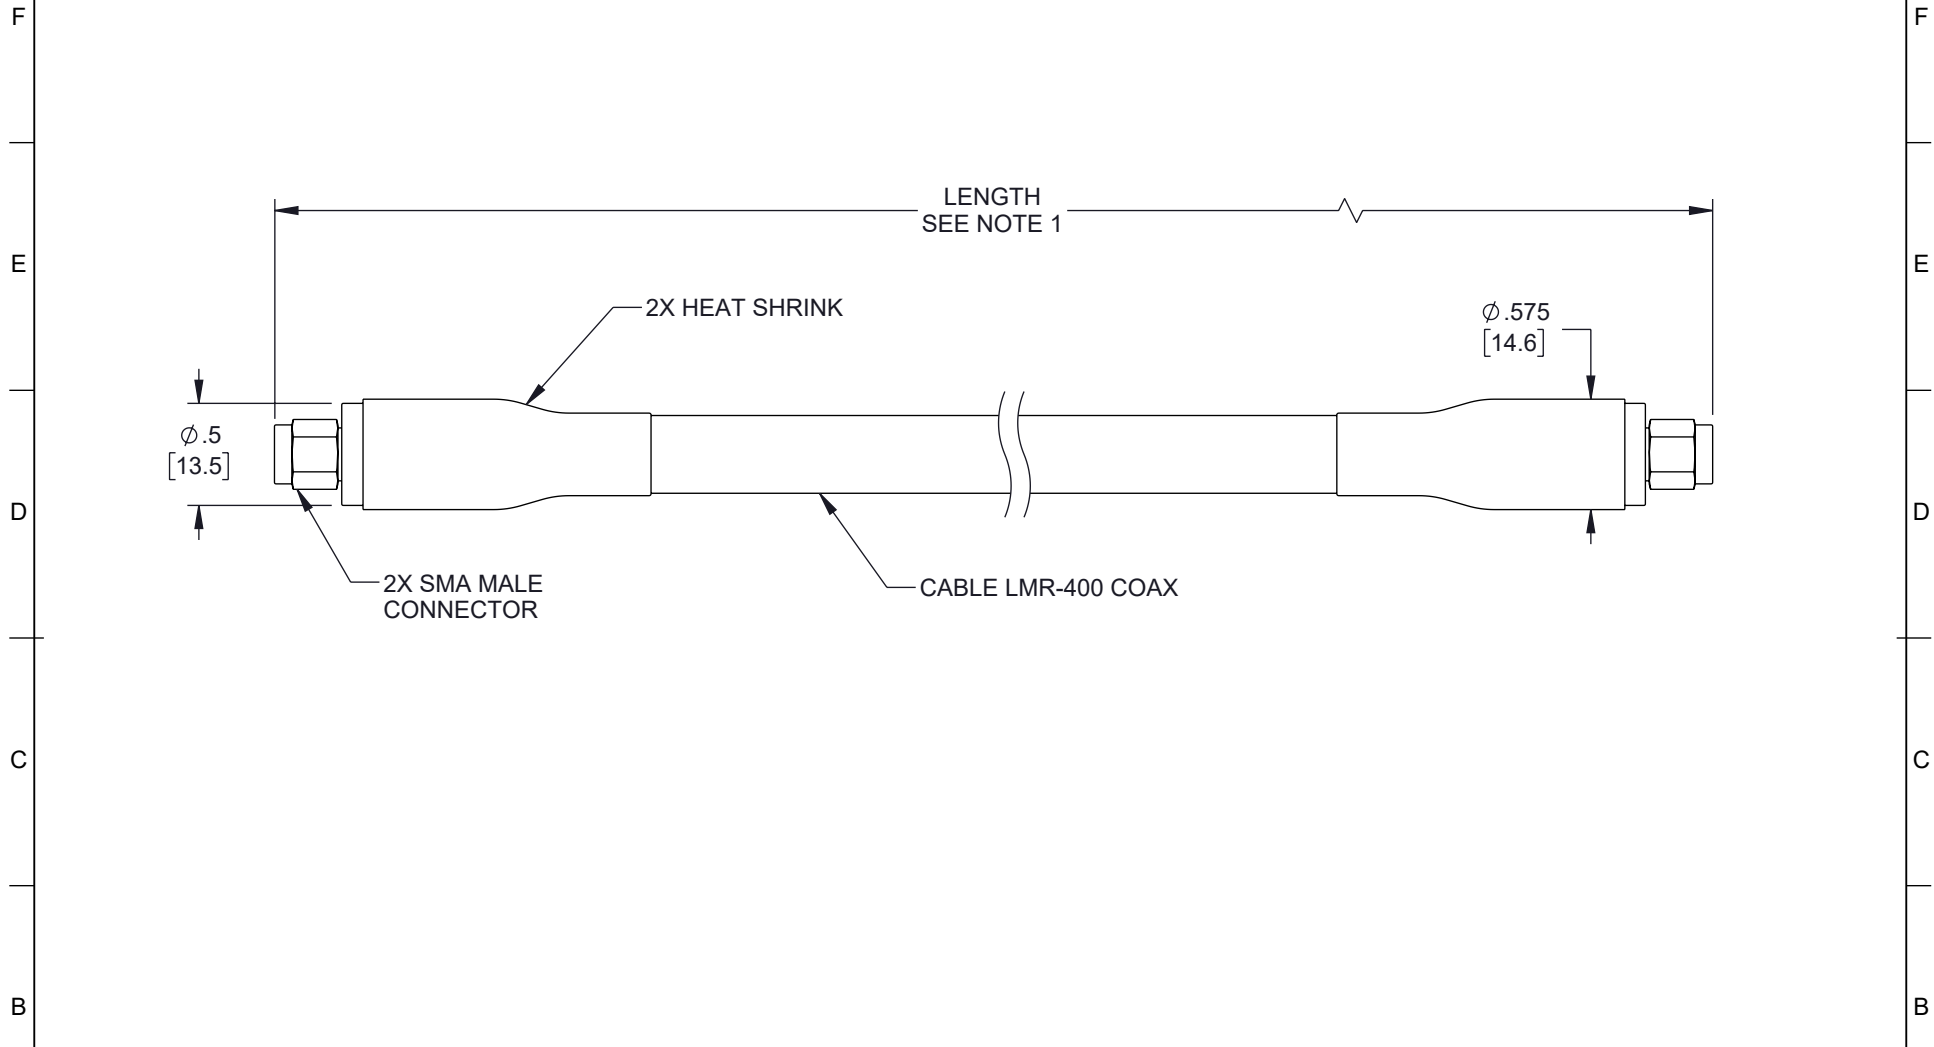 F
F
LENGTH
SEE NOTE 1
E
E
2X HEAT SHRINK
⌀.575
[14.6]
⌀.5
[13.5]
D
D
2X SMA MALE
CONNECTOR
CABLE LMR-400 COAX
C
C
B
B